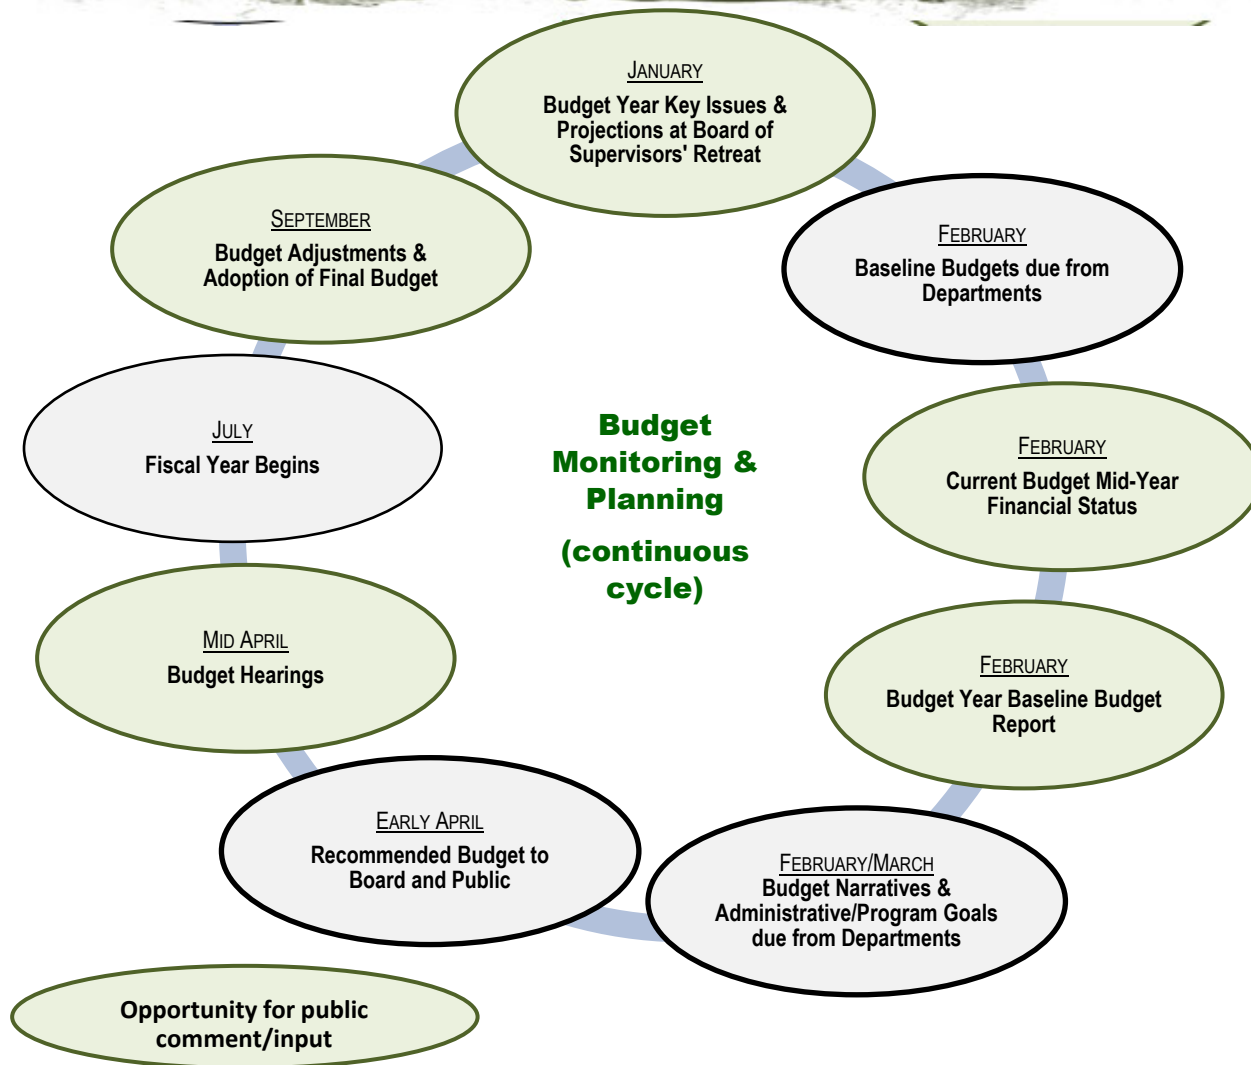 JANUARY
Budget Year Key Issues &
Projections at Board of
Supervisors' Retreat
FEBRUARY
Baseline Budgets due from
Departments
FEBRUARY
Current Budget Mid-Year
Financial Status
FEBRUARY
Budget Year Baseline Budget
Report
FEBRUARY/MARCH
Budget Narratives &
Administrative/Program Goals
due from Departments
EARLY APRIL
Recommended Budget to
Board and Public
MID APRIL
Budget Hearings
JULY
Fiscal Year Begins
SEPTEMBER
Budget Adjustments &
Adoption of Final Budget
Budget
Monitoring &
Planning
(continuous
cycle)
Opportunity for public
comment/input